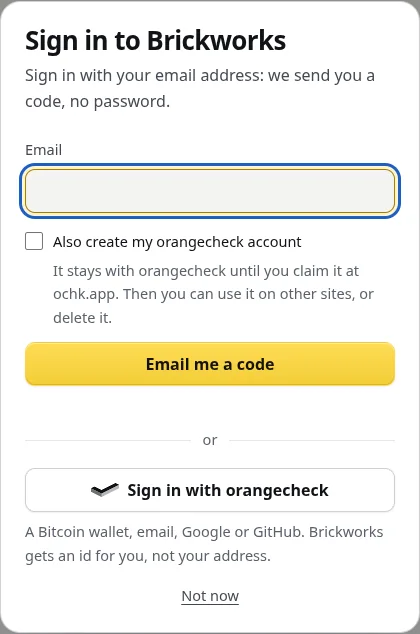 Sign in to Brickworks
Sign in with your email address: we send you a
code, no password.
Email
Also create my orangecheck account
It stays with orangecheck until you claim it at
ochk.app. Then you can use it on other sites, or
delete it.
Email me a code
or
Sign in with orangecheck
A Bitcoin wallet, email, Google or GitHub. Brickworks
gets an id for you, not your address.
Not now